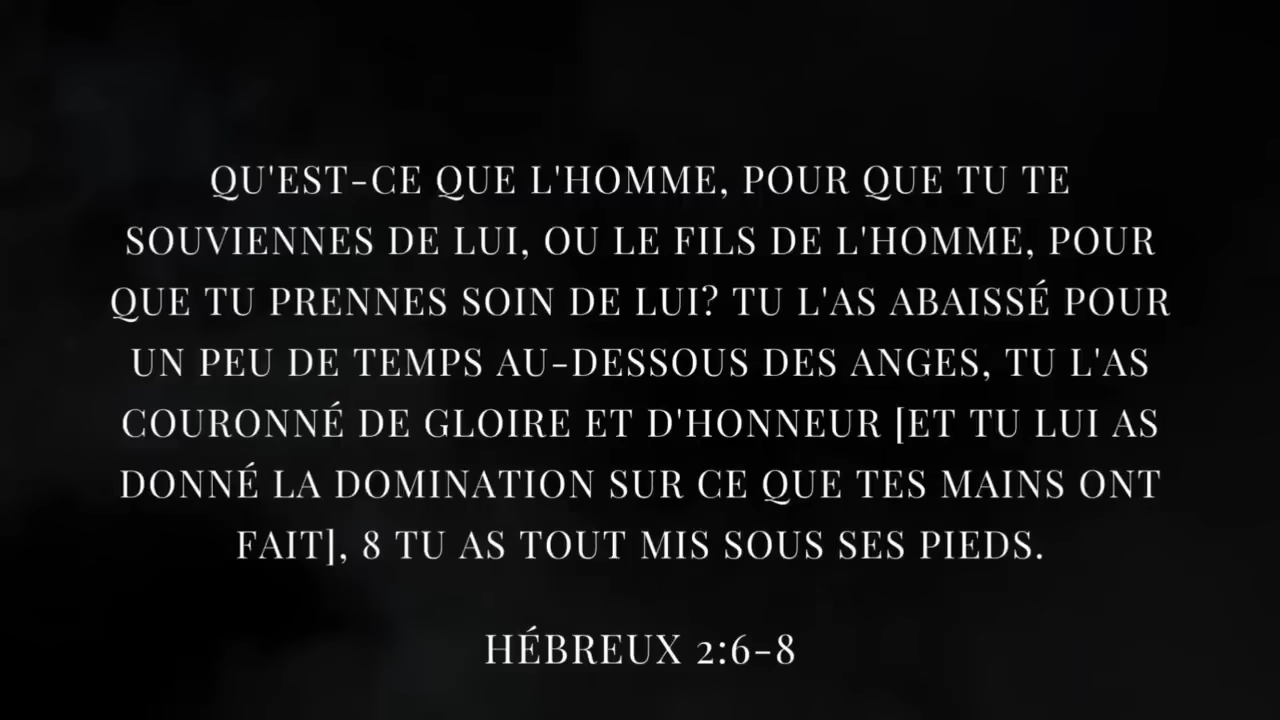 QU'EST-CE QUE L'HOMME, POUR QUE TU TE
SOUVIENNES DE LUI, OU LE FILS DE L'HOMME, POUR
QUE TU PRENNES SOIN DE LUI? TU L'AS ABAISSÉ POUR
UN PEU DE TEMPS AU-DESSOUS DES ANGES, TU L'AS
COURONNÉ DE GLOIRE ET D'HONNEUR [ET TU LUI AS
DONNÉ LA DOMINATION SUR CE QUE TES MAINS ONT
FAIT], 8 TU AS TOUT MIS SOUS SES PIEDS.
HÉBREUX 2:6-8